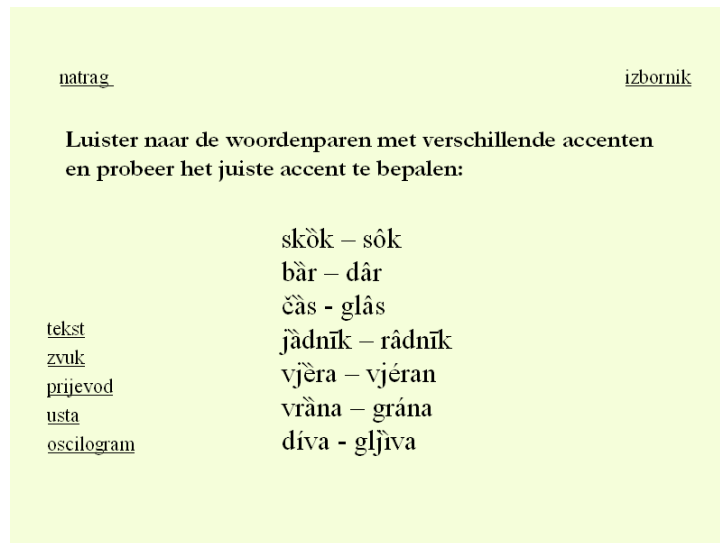 natrag
izbornik
Luister naar de woordenparen met verschillende accenten
en probeer het juiste accent te bepalen:
skȍk – sôk
bȁr – dâr
čȁs - glâs
jȁdnīk – râdnīk
vjȅra – vjéran
vrȁna – grána
díva - gljȉva
tekst
zvuk
prijevod
usta
oscilogram